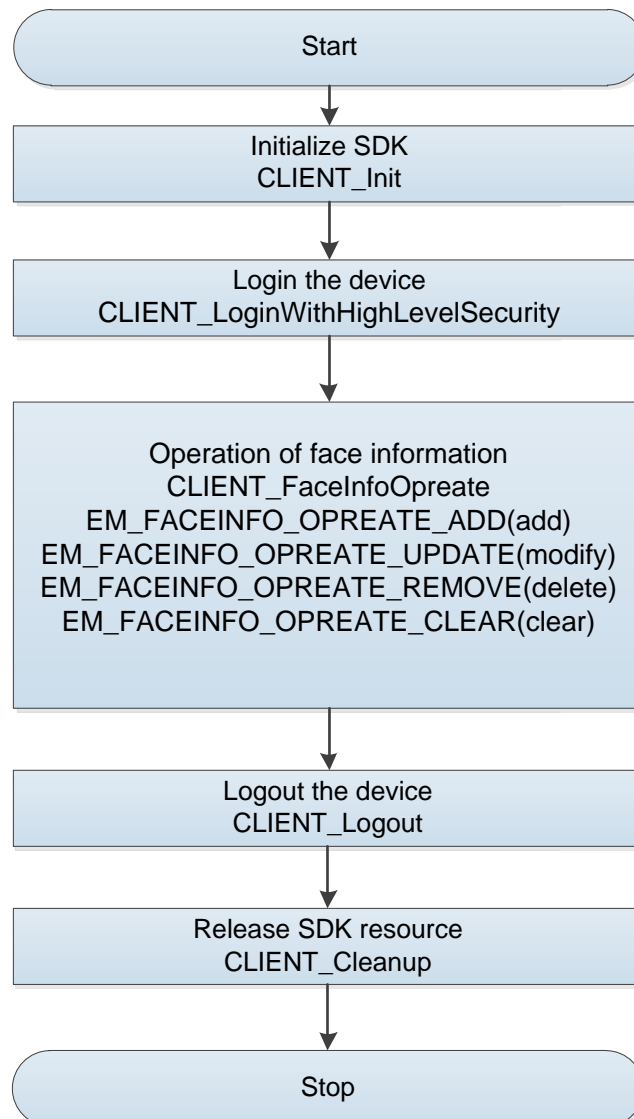 Start
Initialize SDK
CLIENT_Init
Login the device
CLIENT_LoginWithHighLevelSecurity
Operation of face information
CLIENT_FaceInfoOpreate
EM_FACEINFO_OPREATE_ADD(add)
EM_FACEINFO_OPREATE_UPDATE(modify)
EM_FACEINFO_OPREATE_REMOVE(delete)
EM_FACEINFO_OPREATE_CLEAR(clear)
Logout the device
CLIENT_Logout
Release SDK resource
CLIENT_Cleanup
Stop